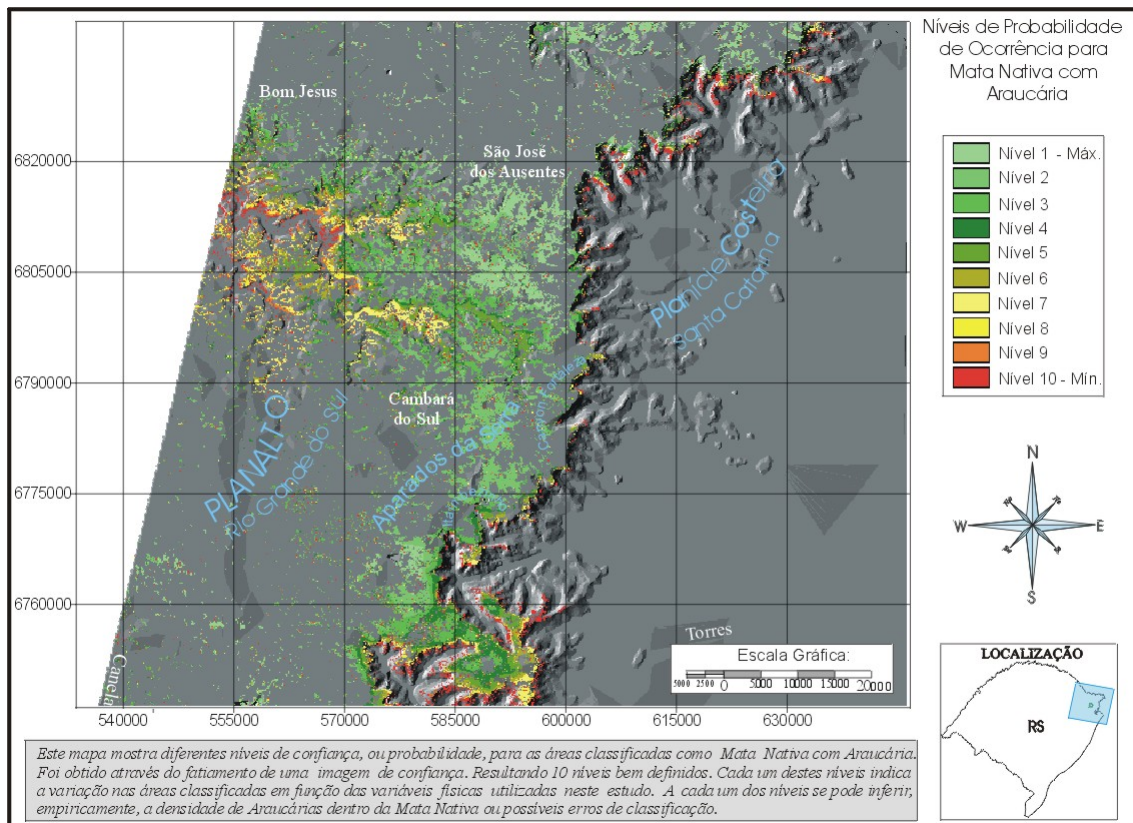 Níveis de Probabilidade
de Ocorrência para
Mata Nativa com
Araucária
Nível 1 - Máx.
Nível 2
Nível 3
Nível 4
Nível 5
Nível 6
Nível 7
Nível 8
Nível 9
Nível 10 - Mín.
Bom Jesus
São José
dos Ausentes
Cambará
do Sul
PLANALTO
Rio Grande do Sul
Aparados da Serra
Planície Costeira
Santa Catarina
Torres
Canela
6820000
6805000
6790000
6775000
6760000
540000
555000
570000
585000
600000
615000
630000
Escala Gráfica:
5000 2500 0 5000 10000 15000 20000
N
W
E
S
LOCALIZAÇÃO
RS
Este mapa mostra diferentes níveis de confiança, ou probabilidade, para as áreas classificadas como Mata Nativa com Araucária.
Foi obtido através do fatiamento de uma imagem de confiança. Resultando 10 níveis bem definidos. Cada um destes níveis indica
a variação nas áreas classificadas em função das variáveis físicas utilizadas neste estudo. A cada um dos níveis se pode inferir,
empiricamente, a densidade de Araucárias dentro da Mata Nativa ou possíveis erros de classificação.